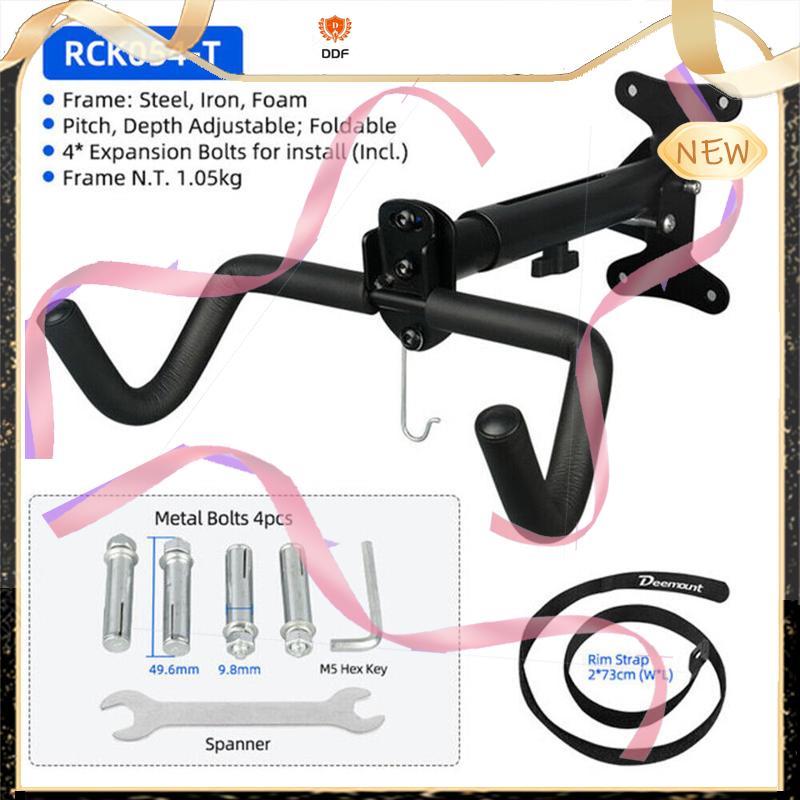 DDF
RCK054-T
Frame: Steel, Iron, Foam
Pitch, Depth Adjustable; Foldable
4* Expansion Bolts for install (Incl.)
Frame N.T. 1.05kg
NEW
Metal Bolts 4pcs
49.6mm
9.8mm
M5 Hex Key
Spanner
Deemount
Rim Strap
2*73cm (W*L)